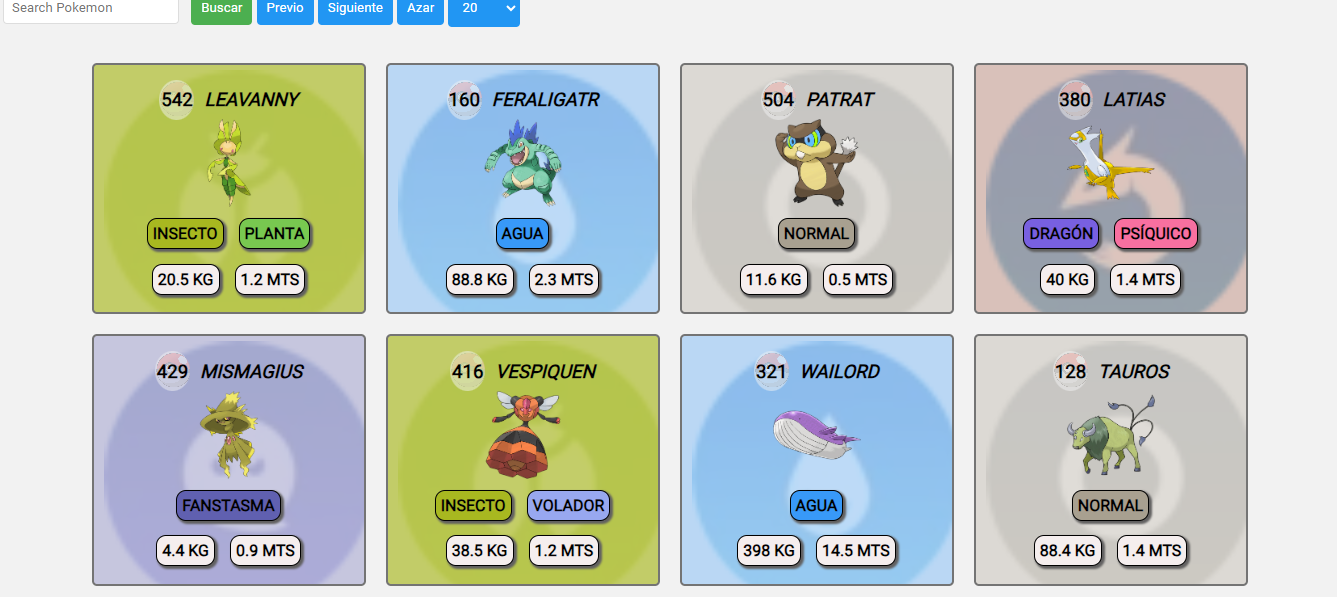 Search Pokemon Buscar Previo Siguiente Azar 20
542 LEAVANNY
INSECTO PLANTA
20.5 KG 1.2 MTS
160 FERALIGATR
AGUA
88.8 KG 2.3 MTS
504 PATRAT
NORMAL
11.6 KG 0.5 MTS
380 LATIAS
DRAGÓN PSÍQUICO
40 KG 1.4 MTS
429 MISMAGIUS
FANSTASMA
4.4 KG 0.9 MTS
416 VESPIQUEN
INSECTO VOLADOR
38.5 KG 1.2 MTS
321 WAILORD
AGUA
398 KG 14.5 MTS
128 TAUROS
NORMAL
88.4 KG 1.4 MTS